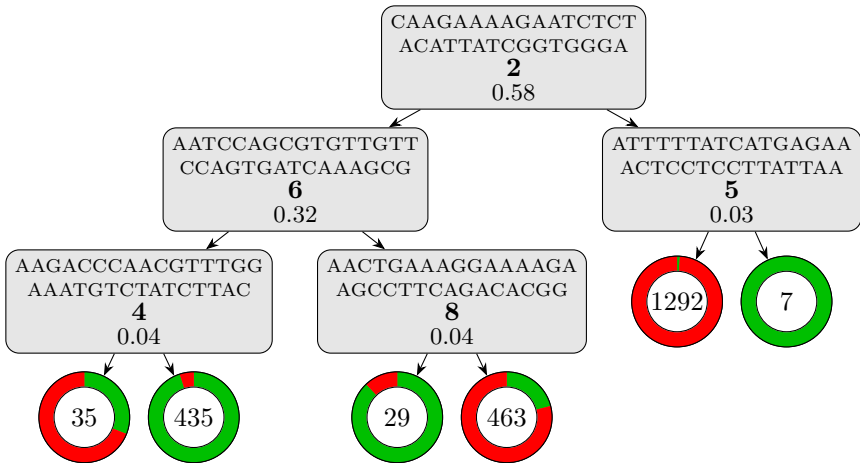 CAAGAAAAGAATCTCT
ACATTATCGGTGGGA
2
0.58
AATCCAGCGTGTTGTT
CCAGTGATCAAAGCG
6
0.32
ATTTTTATCATGAGAA
ACTCCTCCTTATTAA
5
0.03
AAGACCCAACGTTTGG
AAATGTCTATCTTAC
4
0.04
AACTGAAAGGAAAAGA
AGCCTTCAGACACGG
8
0.04
1292
7
35
435
29
463